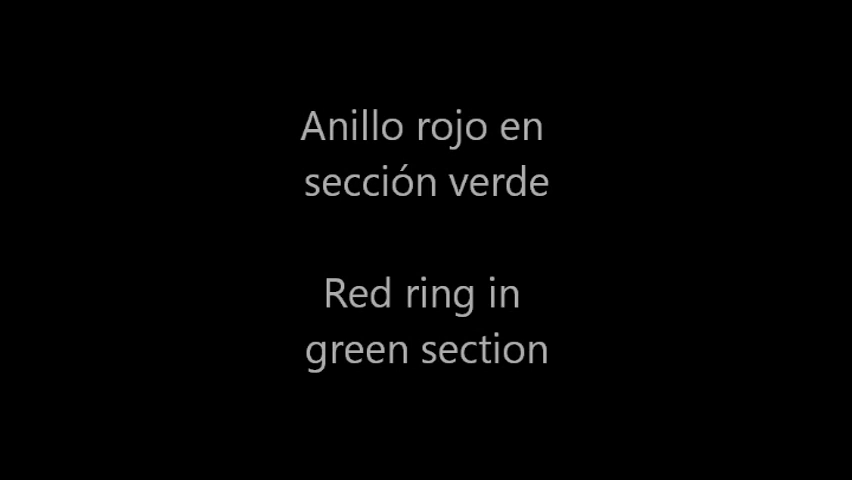 Anillo rojo en
sección verde
Red ring in
green section